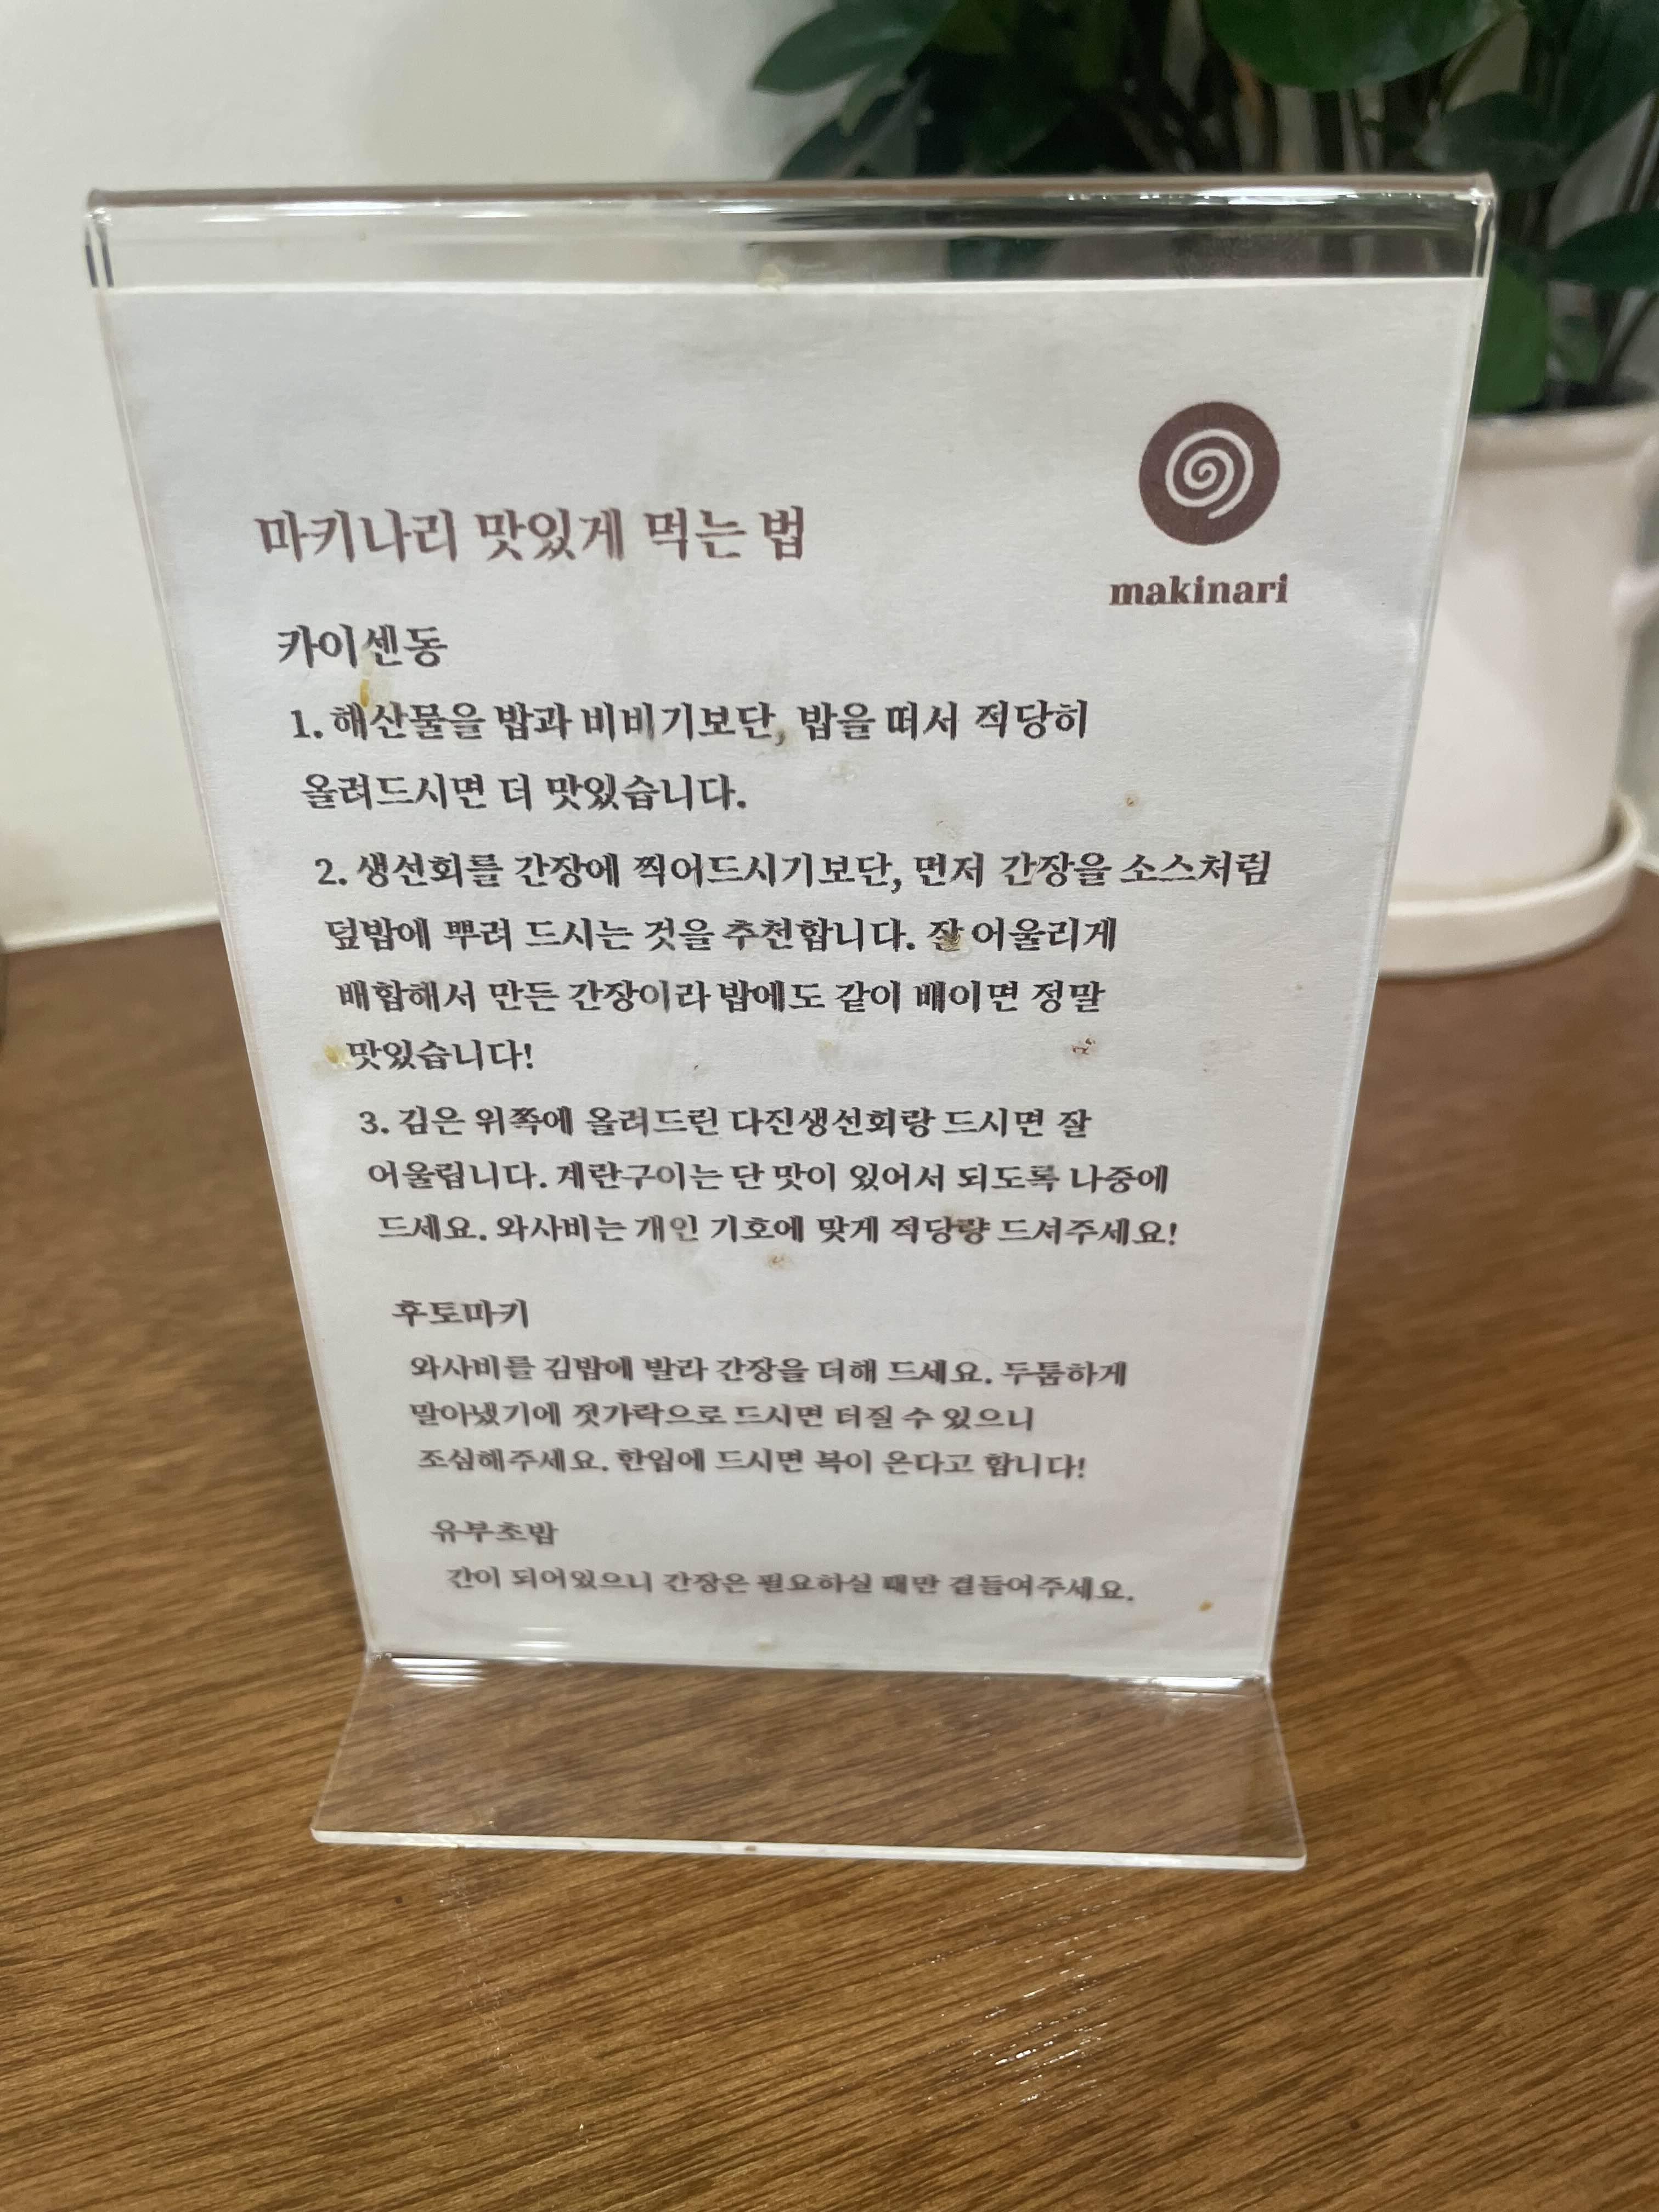 makinari
마키나리 맛있게 먹는 법
카이센동
1. 해산물을 밥과 비비기보단, 밥을 떠서 적당히
올려드시면 더 맛있습니다.
2. 생선회를 간장에 찍어드시기보단, 먼저 간장을 소스처럼
덮밥에 뿌려 드시는 것을 추천합니다. 잘 어울리게
배합해서 만든 간장이라 밥에도 같이 배이면 정말
맛있습니다!
3. 김은 위쪽에 올려드린 다진생선회랑 드시면 잘
어울립니다. 계란구이는 단 맛이 있어서 되도록 나중에
드세요. 와사비는 개인 기호에 맞게 적당량 드셔주세요!
후토마키
와사비를 김밥에 발라 간장을 더해 드세요. 두툼하게
말아냈기에 젓가락으로 드시면 터질 수 있으니
조심해주세요. 한입에 드시면 복이 온다고 합니다!
유부초밥
간이 되어있으니 간장은 필요하실 때만 곁들여주세요.